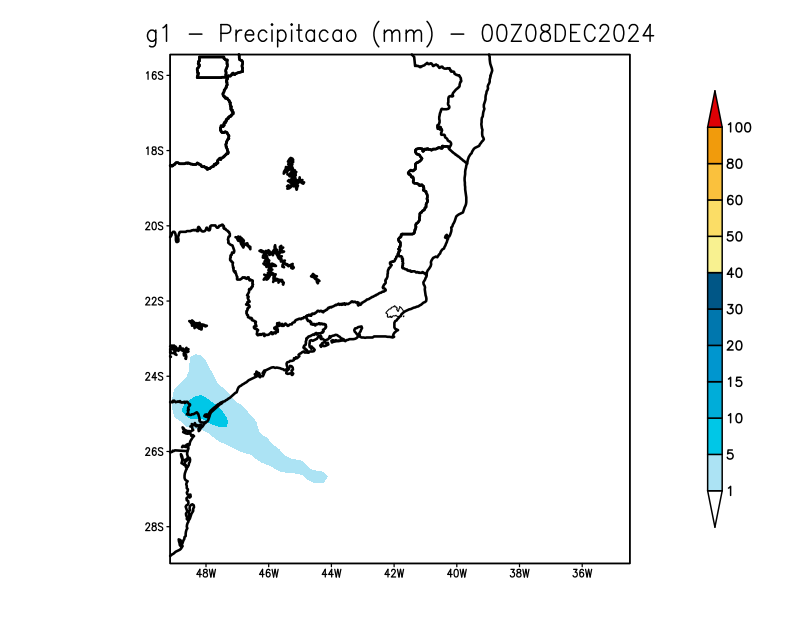 g1 – Precipitacao (mm) – 00Z08DEC2024
16S
18S
20S
22S
24S
26S
28S
48W 46W 44W 42W 40W 38W 36W
100
80
60
50
40
30
20
15
10
5
1